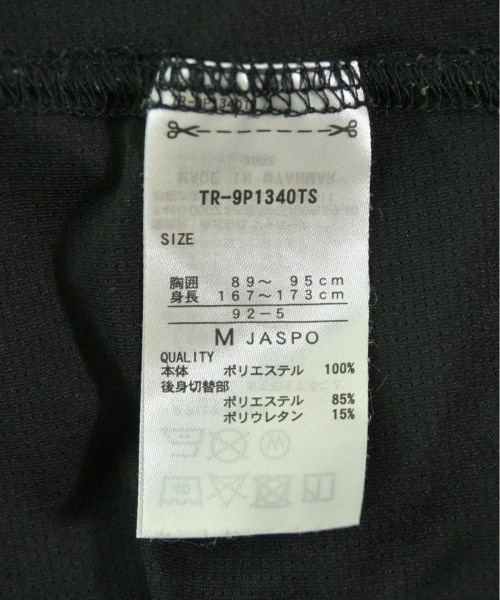 TR-9P1340T
TR-9P1340TS
SIZE
胸囲 89～ 95cm
身長 167～173cm
92-5
M JASPO
QUALITY
本体 ポリエステル 100%
後身切替部
ポリエステル 85%
ポリウレタン 15%